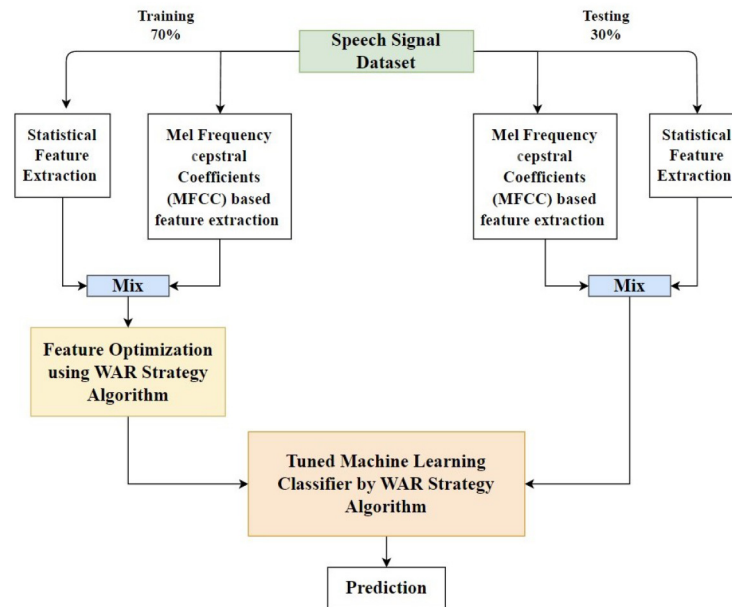 Training
70%
Speech Signal
Dataset
Testing
30%
Statistical
Feature
Extraction
Mel Frequency
cepstral
Coefficients
(MFCC) based
feature extraction
Mel Frequency
cepstral
Coefficients
(MFCC) based
feature extraction
Statistical
Feature
Extraction
Mix
Mix
Feature Optimization
using WAR Strategy
Algorithm
Tuned Machine Learning
Classifier by WAR Strategy
Algorithm
Prediction